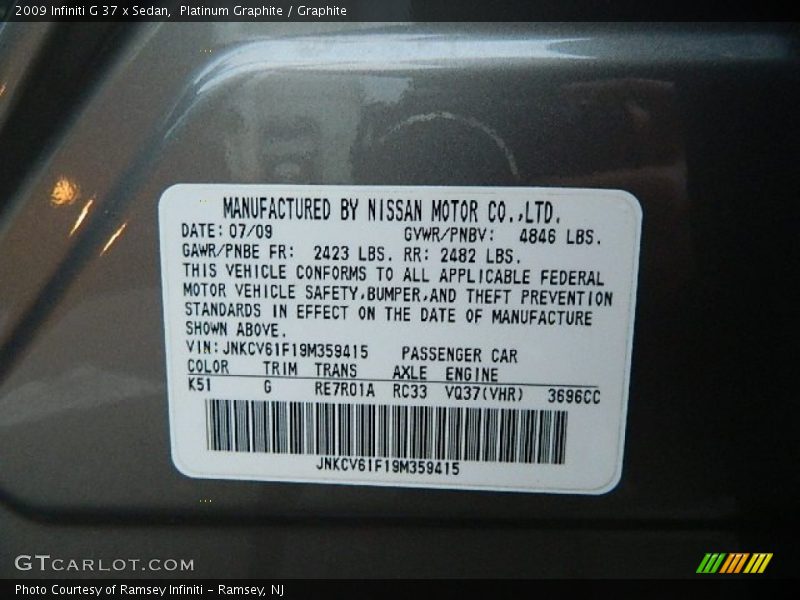 2009 Infiniti G 37 x Sedan, Platinum Graphite / Graphite
MANUFACTURED BY NISSAN MOTOR CO.,LTD.
DATE: 07/09 GVWR/PNBV: 4846 LBS.
GAWR/PNBE FR: 2423 LBS. RR: 2482 LBS.
THIS VEHICLE CONFORMS TO ALL APPLICABLE FEDERAL
MOTOR VEHICLE SAFETY,BUMPER,AND THEFT PREVENTION
STANDARDS IN EFFECT ON THE DATE OF MANUFACTURE
SHOWN ABOVE.
VIN: JNKCV61F19M359415 PASSENGER CAR
COLOR TRIM TRANS AXLE ENGINE
K51 G RE7R01A RC33 VQ37(VHR) 3696CC
JNKCV61F19M359415
GTCARLOT.COM
Photo Courtesy of Ramsey Infiniti - Ramsey, NJ